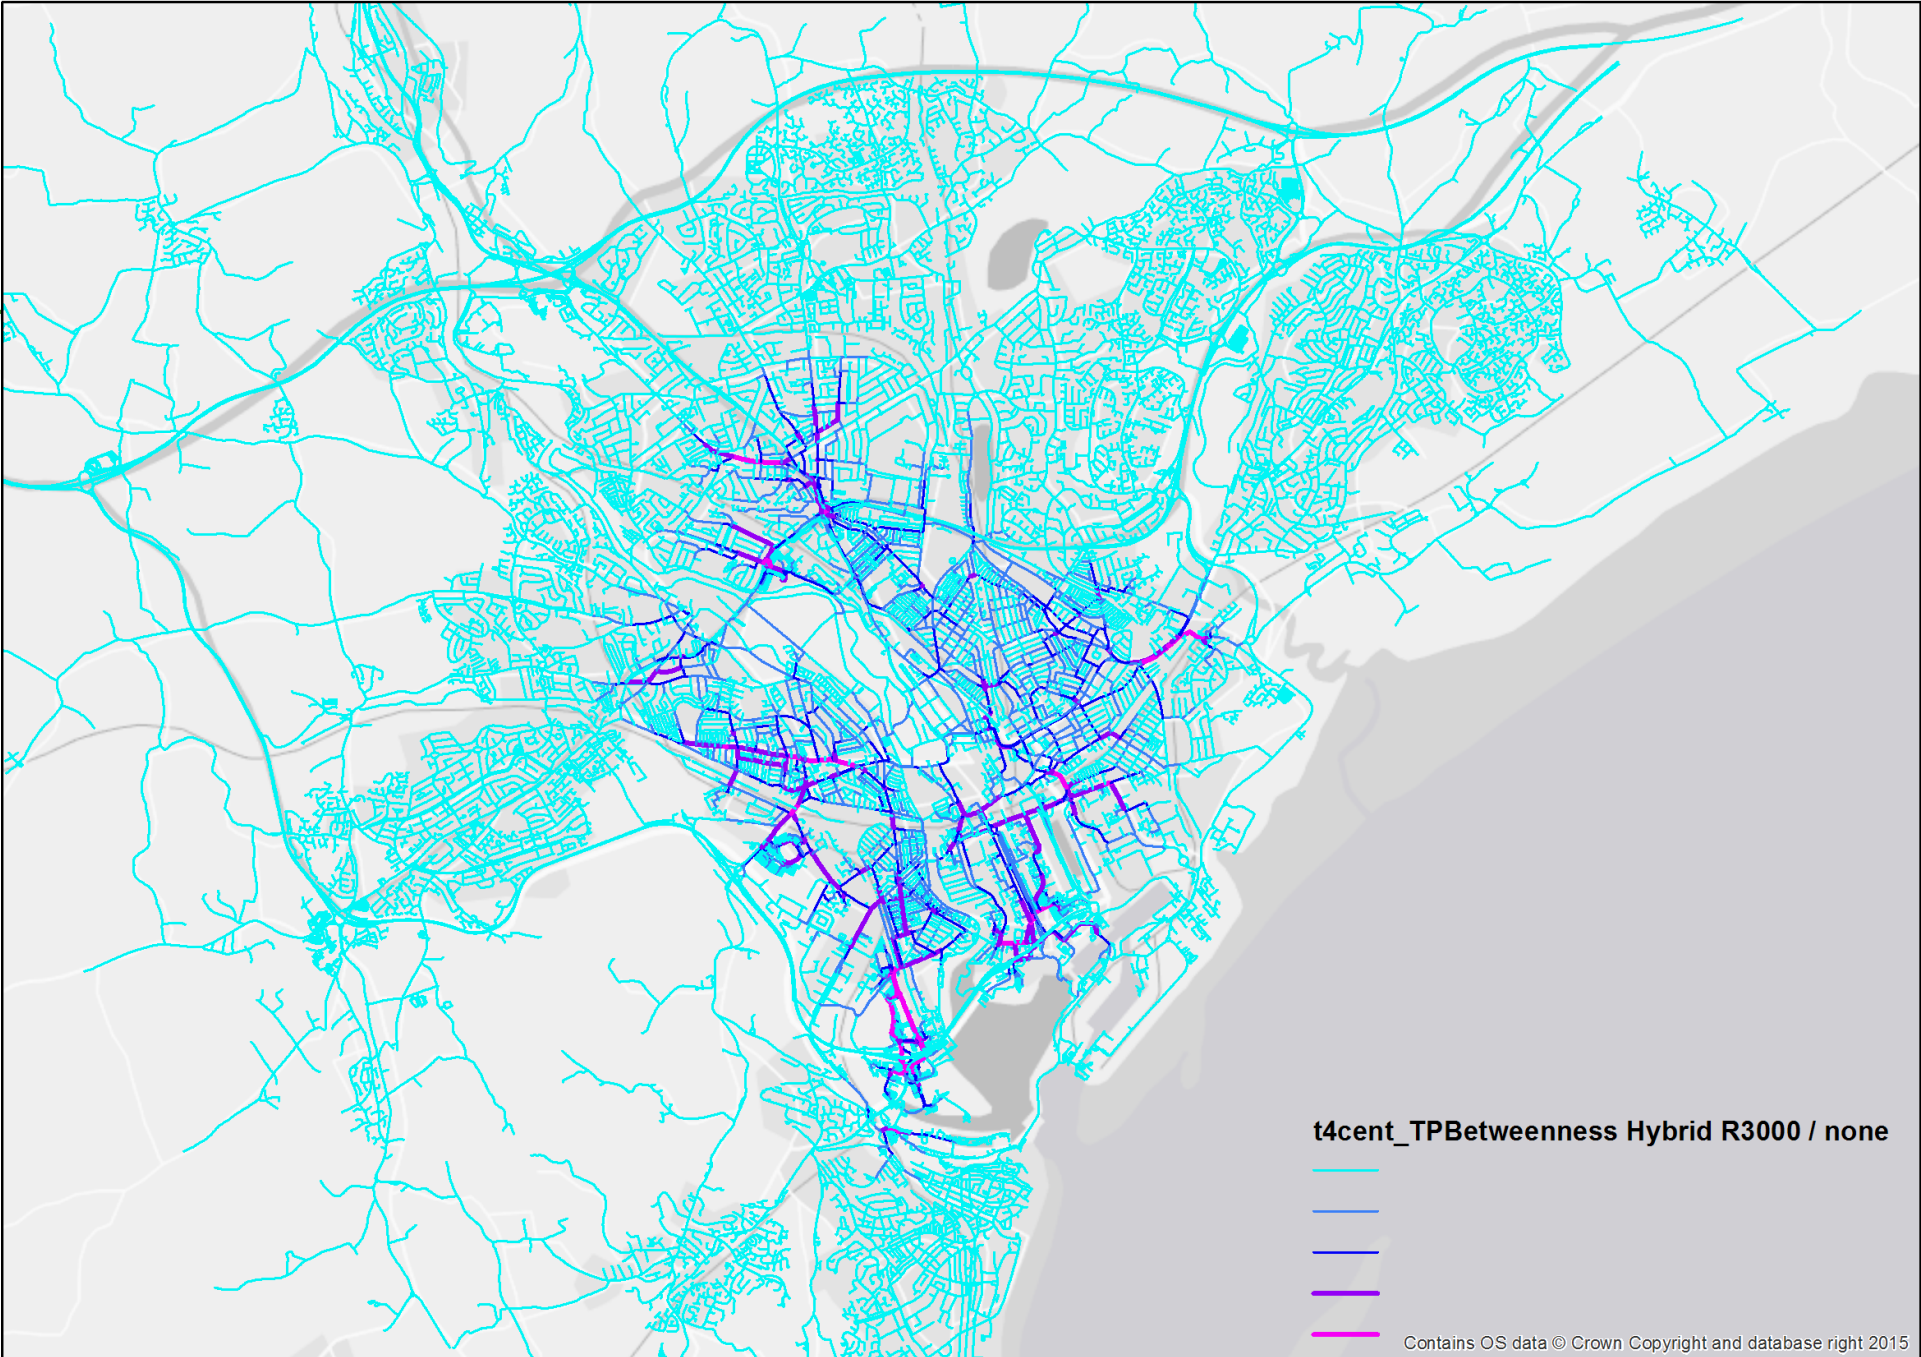 t4cent_TPBetweenness Hybrid R3000 / none
Contains OS data © Crown Copyright and database right 2015